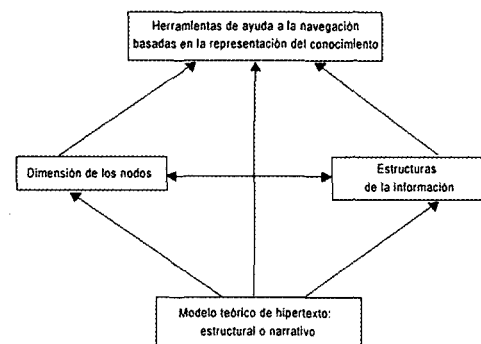 Herramientas de ayuda a la navegación
basadas en la representación del conocimiento
Dimensión de los nodos
Estructuras
de la información
Modelo teórico de hipertexto:
estructural o narrativo